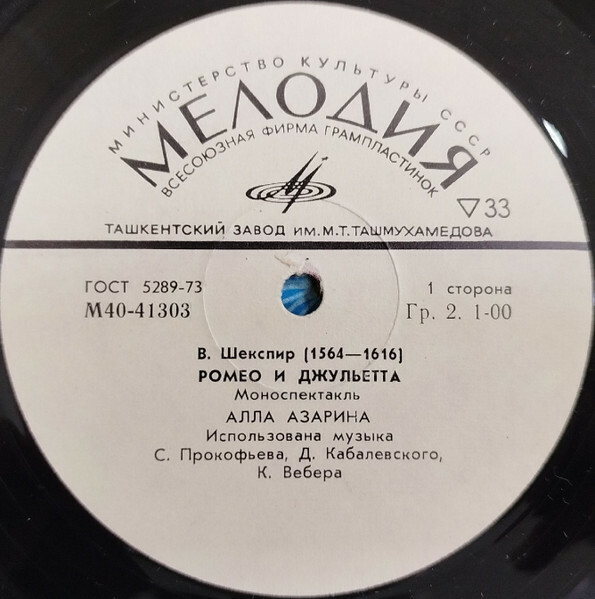 МИНИСТЕРСТВО КУЛЬТУРЫ СССР
МЕЛОДИЯ
ВСЕСОЮЗНАЯ ФИРМА ГРАМПЛАСТИНОК
▽33
ТАШКЕНТСКИЙ ЗАВОД ИМ.М.Т.ТАШМУХАМЕДОВА
ГОСТ 5289-73
1 сторона
М40-41303
Гр. 2. 1-00
В. Шекспир (1564—1616)
РОМЕО И ДЖУЛЬЕТТА
Моноспектакль
АЛЛА АЗАРИНА
Использована музыка
С. Прокофьева, Д. Кабалевского,
К. Вебера